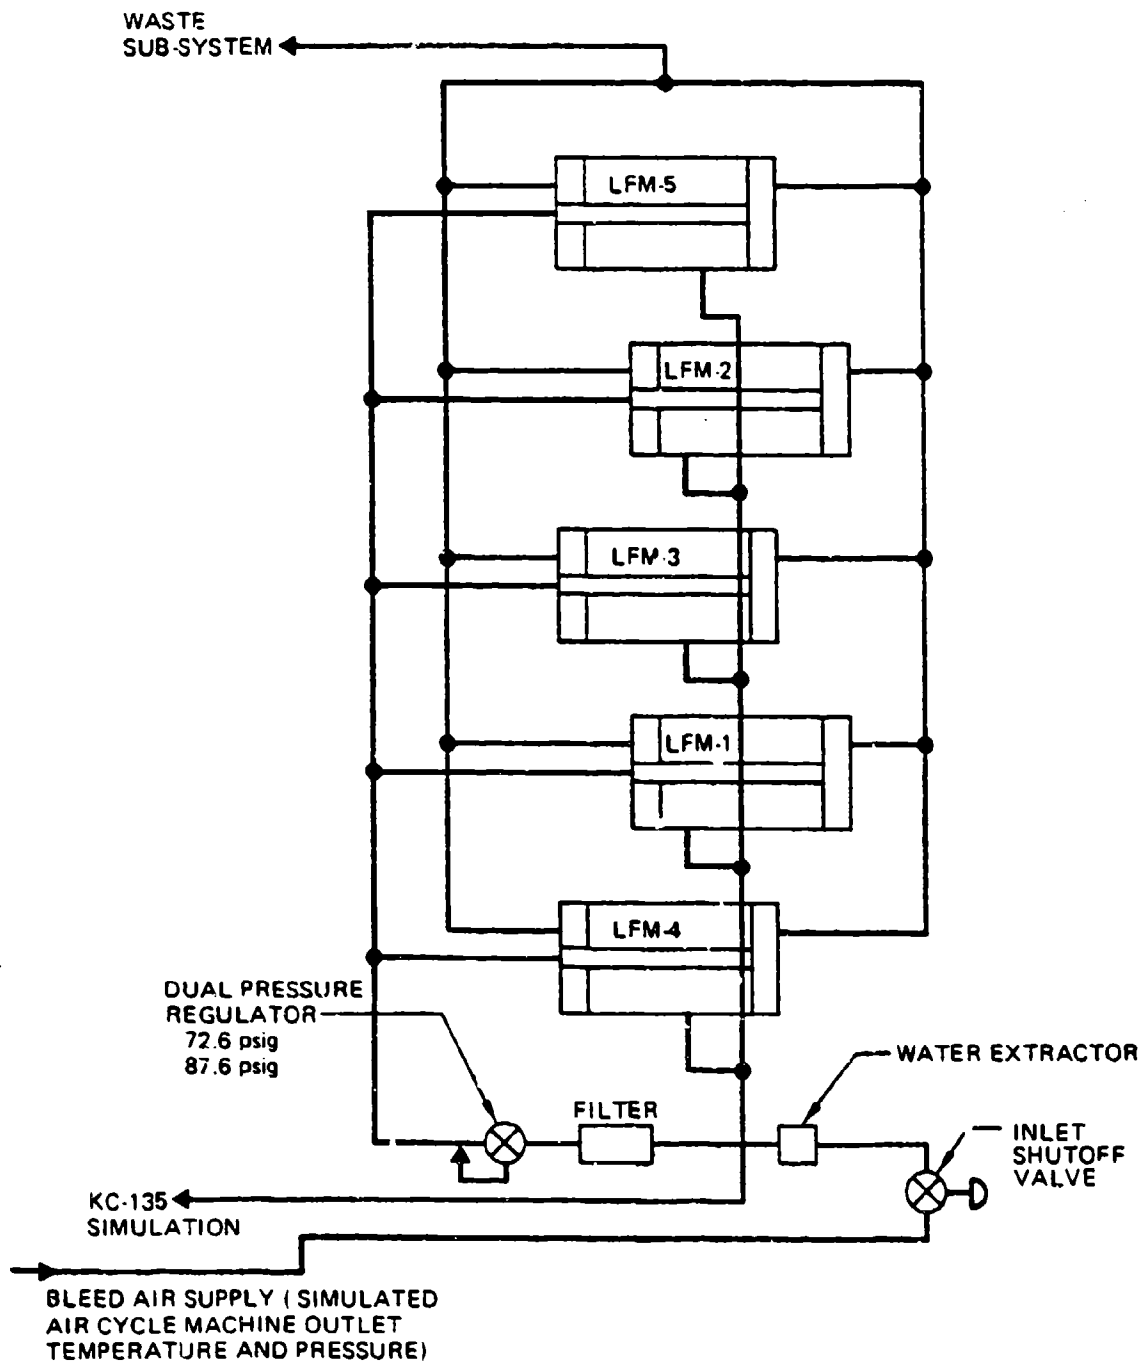 WASTE
SUB-SYSTEM
LFM-5
LFM-2
LFM-3
LFM-1
LFM-4
DUAL PRESSURE
REGULATOR
72.6 psig
87.6 psig
WATER EXTRACTOR
FILTER
INLET
SHUTOFF
VALVE
KC-135
SIMULATION
BLEED AIR SUPPLY (SIMULATED
AIR CYCLE MACHINE OUTLET
TEMPERATURE AND PRESSURE)